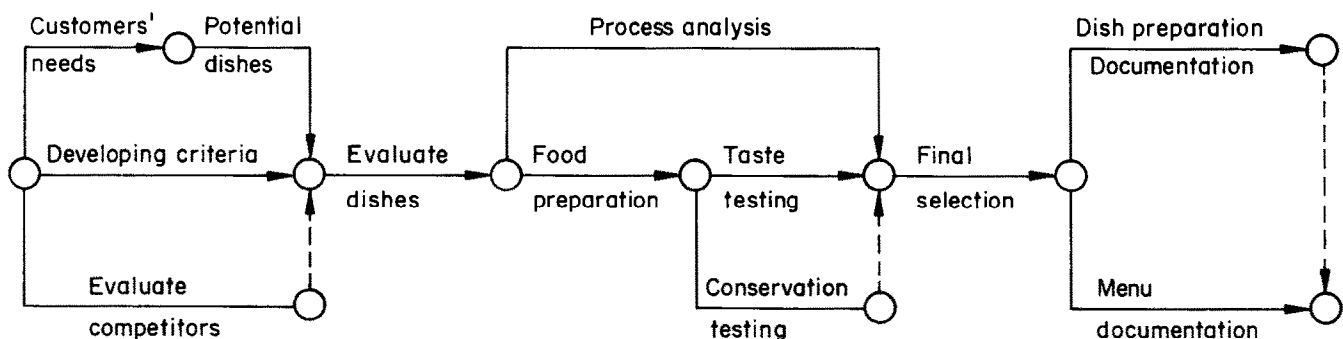 Customers'
needs
Potential
dishes
Process analysis
Dish preparation
Documentation
Developing criteria
Evaluate
dishes
Food
preparation
Taste
testing
Final
selection
Evaluate
competitors
Conservation
testing
Menu
documentation